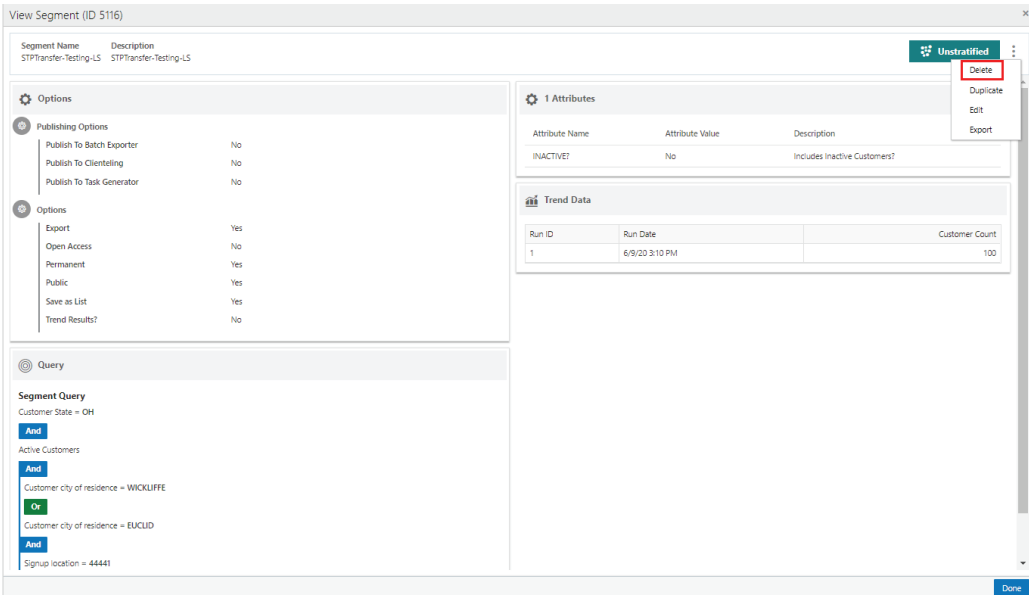 View Segment (ID 5116)
×
Segment Name Description
STPTransfer-Testing-LS STPTransfer-Testing-LS
Unstratified
Delete
Duplicate
Edit
Export
Options
Publishing Options
Publish To Batch Exporter No
Publish To Clienteling No
Publish To Task Generator No
Options
Export Yes
Open Access No
Permanent Yes
Public Yes
Save as List Yes
Trend Results? No
Query
Segment Query
Customer State = OH
And
Active Customers
And
Customer city of residence = WICKLIFFE
Or
Customer city of residence = EUCLID
And
Signup location = 44441
1 Attributes
Attribute Name Attribute Value Description
INACTIVE? No Includes Inactive Customers?
Trend Data
Run ID Run Date Customer Count
1 6/9/20 3:10 PM 100
Done